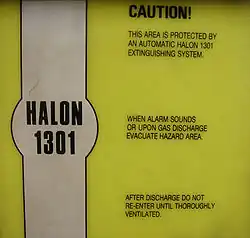 CAUTION!
THIS AREA IS PROTECTED BY
AN AUTOMATIC HALON 1301
EXTINGUISHING SYSTEM.
HALON
1301
WHEN ALARM SOUNDS
OR UPON GAS DISCHARGE
EVACUATE HAZARD AREA.
AFTER DISCHARGE DO NOT
RE-ENTER UNTIL THOROUGHLY
VENTILATED.